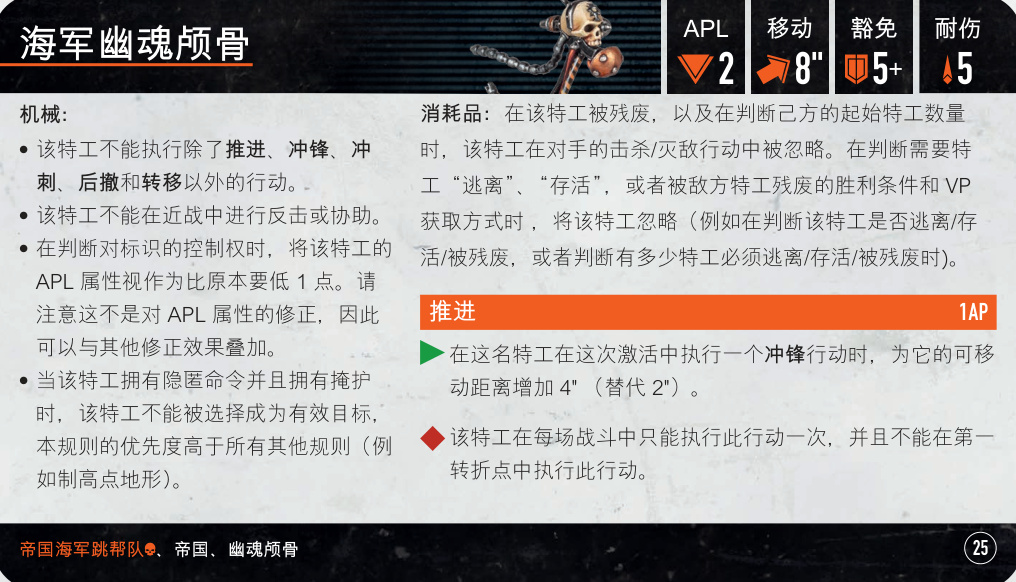 海军幽魂颅骨
APL 2
移动 8"
豁免 5+
耐伤 5
机械：
• 该特工不能执行除了推进、冲锋、冲
刺、后撤和转移以外的行动。
• 该特工不能在近战中进行反击或协助。
• 在判断对标识的控制权时，将该特工的
APL 属性视作为比原本要低 1 点。请
注意这不是对 APL 属性的修正，因此
可以与其他修正效果叠加。
• 当该特工拥有隐匿命令并且拥有掩护
时，该特工不能被选择成为有效目标，
本规则的优先度高于所有其他规则（例
如制高点地形）。
消耗品：在该特工被残废，以及在判断己方的起始特工数量
时，该特工在对手的击杀/灭敌行动中被忽略。在判断需要特
工“逃离”、“存活”，或者被敌方特工残废的胜利条件和 VP
获取方式时，将该特工忽略（例如在判断该特工是否逃离/存
活/被残废，或者判断有多少特工必须逃离/存活/被残废时)。
推进 1AP
在这名特工在这次激活中执行一个冲锋行动时，为它的可移
动距离增加 4"（替代 2"）。
该特工在每场战斗中只能执行此行动一次，并且不能在第一
转折点中执行此行动。
帝国海军跳帮队、帝国、幽魂颅骨
25